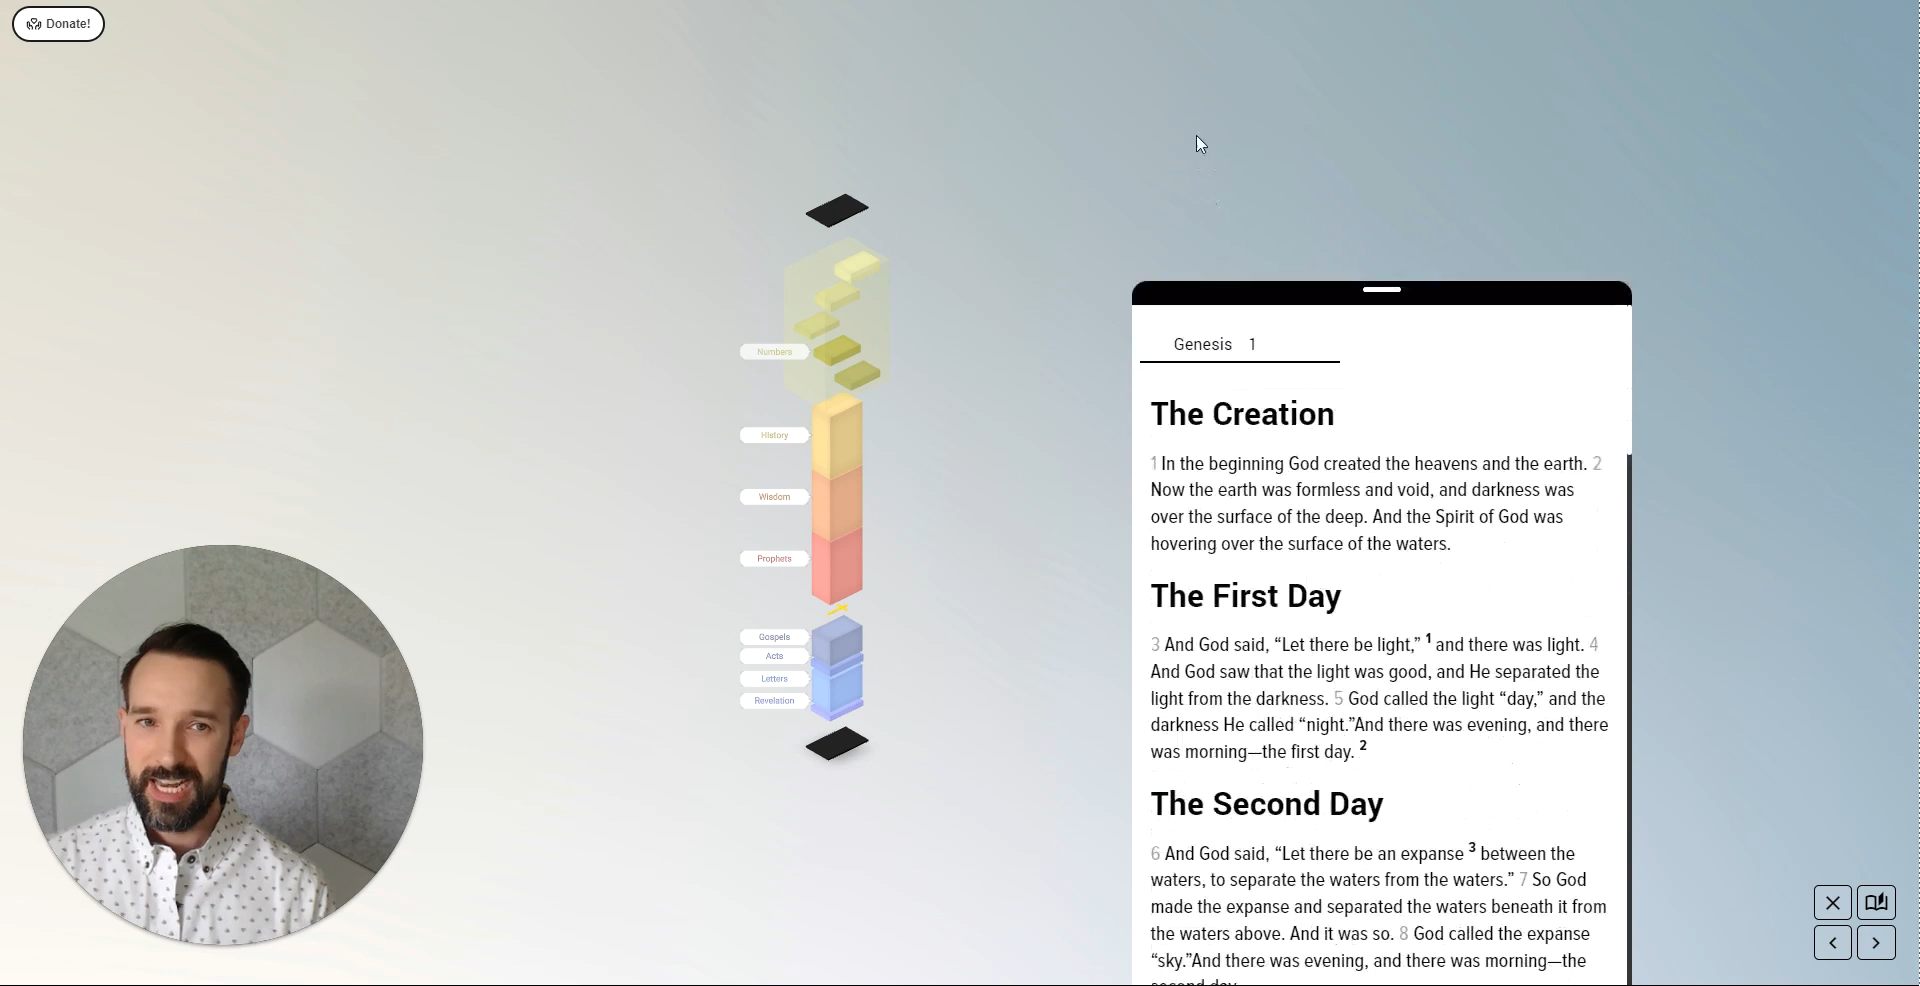 Donate!
Numbers
History
Wisdom
Prophets
Gospels
Acts
Letters
Revelation
Genesis 1
The Creation
1 In the beginning God created the heavens and the earth. 2
Now the earth was formless and void, and darkness was
over the surface of the deep. And the Spirit of God was
hovering over the surface of the waters.
The First Day
3 And God said, “Let there be light,” 1 and there was light. 4
And God saw that the light was good, and He separated the
light from the darkness. 5 God called the light “day,” and the
darkness He called “night.”And there was evening, and there
was morning—the first day. 2
The Second Day
6 And God said, “Let there be an expanse 3 between the
waters, to separate the waters from the waters.” 7 So God
made the expanse and separated the waters beneath it from
the waters above. And it was so. 8 God called the expanse
“sky.”And there was evening, and there was morning—the
second day.